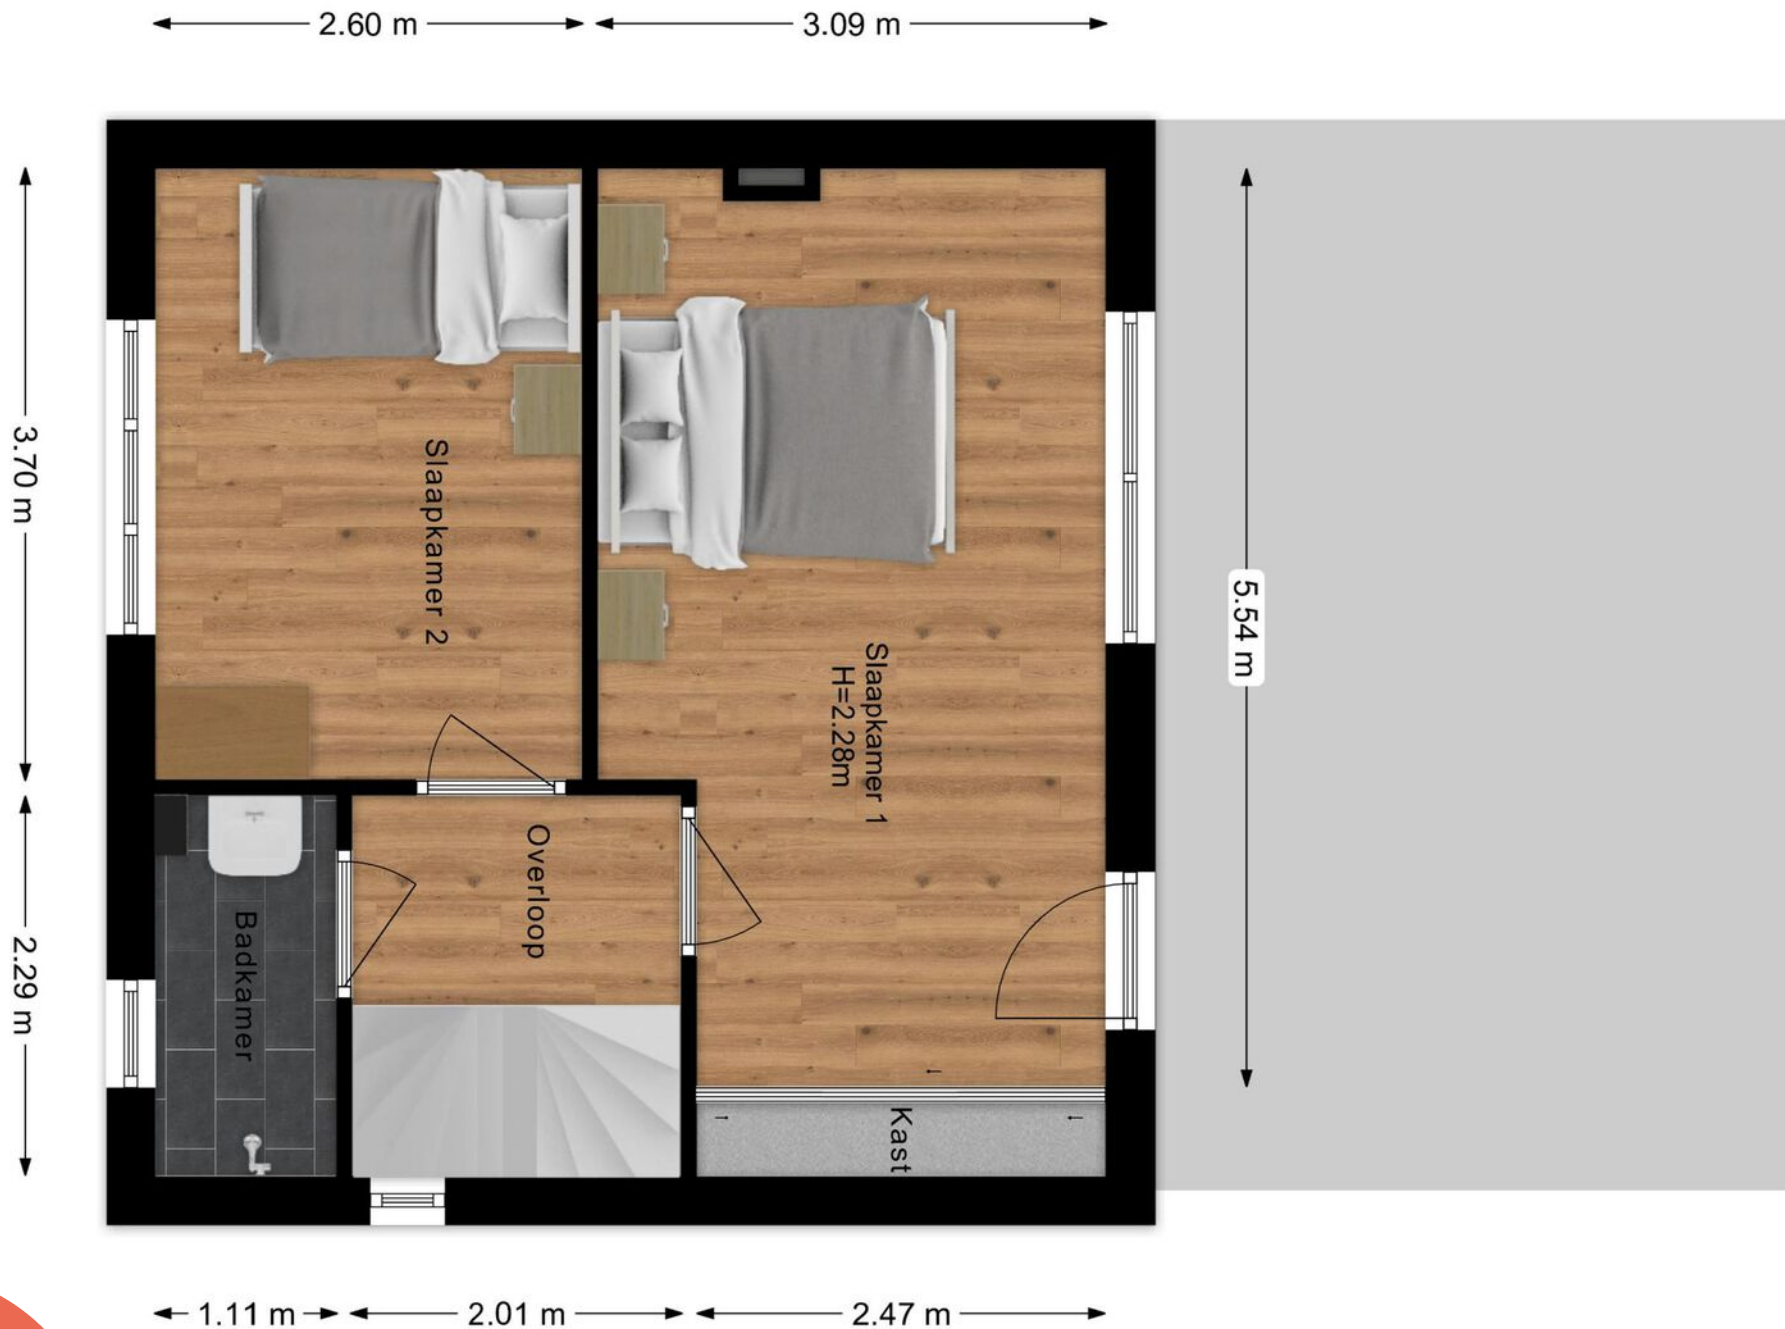 2.60 m
3.09 m
3.70 m
Slaapkamer 2
5.54 m
Slaapkamer 1
H=2.28m
Overloop
2.29 m
Badkamer
Kast
1.11 m
2.01 m
2.47 m